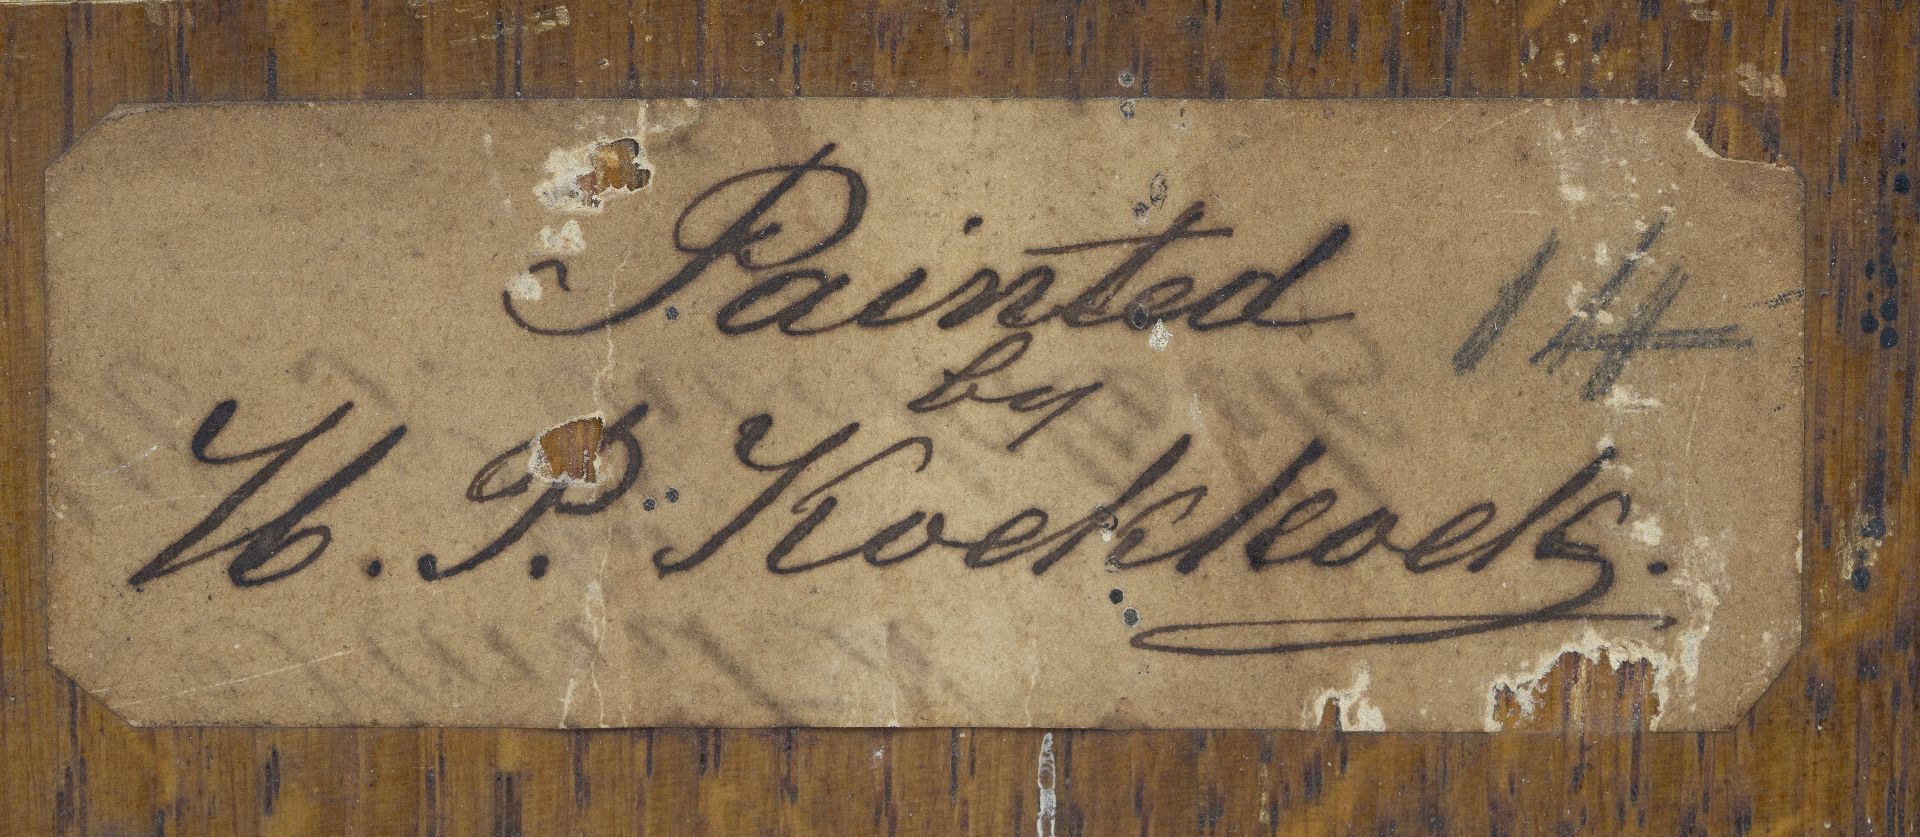 Painted 14
by
H. P. Koekkoek.